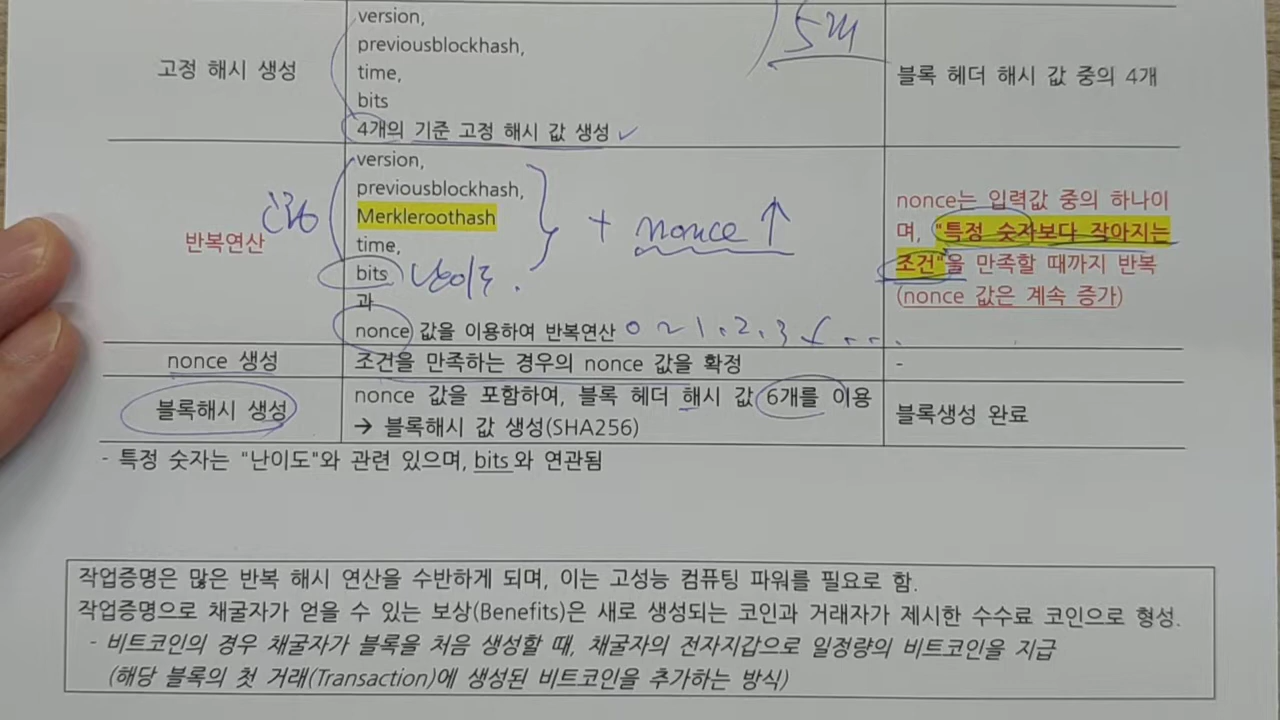 version,
previousblockhash,
time,
bits
4개의 기준 고정 해시 값 생성
고정 해시 생성
블록 헤더 해시 값 중의 4개
version,
previousblockhash,
Merkleroothash
time,
bits 난이도.
과
nonce 값을 이용하여 반복연산 0 ~ 1. 2. 3
+ nonce ↑
반복연산
nonce는 입력값 중의 하나이
며, "특정 숫자보다 작아지는
조건"을 만족할 때까지 반복
(nonce 값은 계속 증가)
nonce 생성
조건을 만족하는 경우의 nonce 값을 확정
-
블록해시 생성
nonce 값을 포함하여, 블록 헤더 해시 값 6개를 이용
→ 블록해시 값 생성(SHA256)
블록생성 완료
- 특정 숫자는 "난이도"와 관련 있으며, bits와 연관됨
작업증명은 많은 반복 해시 연산을 수반하게 되며, 이는 고성능 컴퓨팅 파워를 필요로 함.
작업증명으로 채굴자가 얻을 수 있는 보상(Benefits)은 새로 생성되는 코인과 거래자가 제시한 수수료 코인으로 형성.
- 비트코인의 경우 채굴자가 블록을 처음 생성할 때, 채굴자의 전자지갑으로 일정량의 비트코인을 지급
(해당 블록의 첫 거래(Transaction)에 생성된 비트코인을 추가하는 방식)